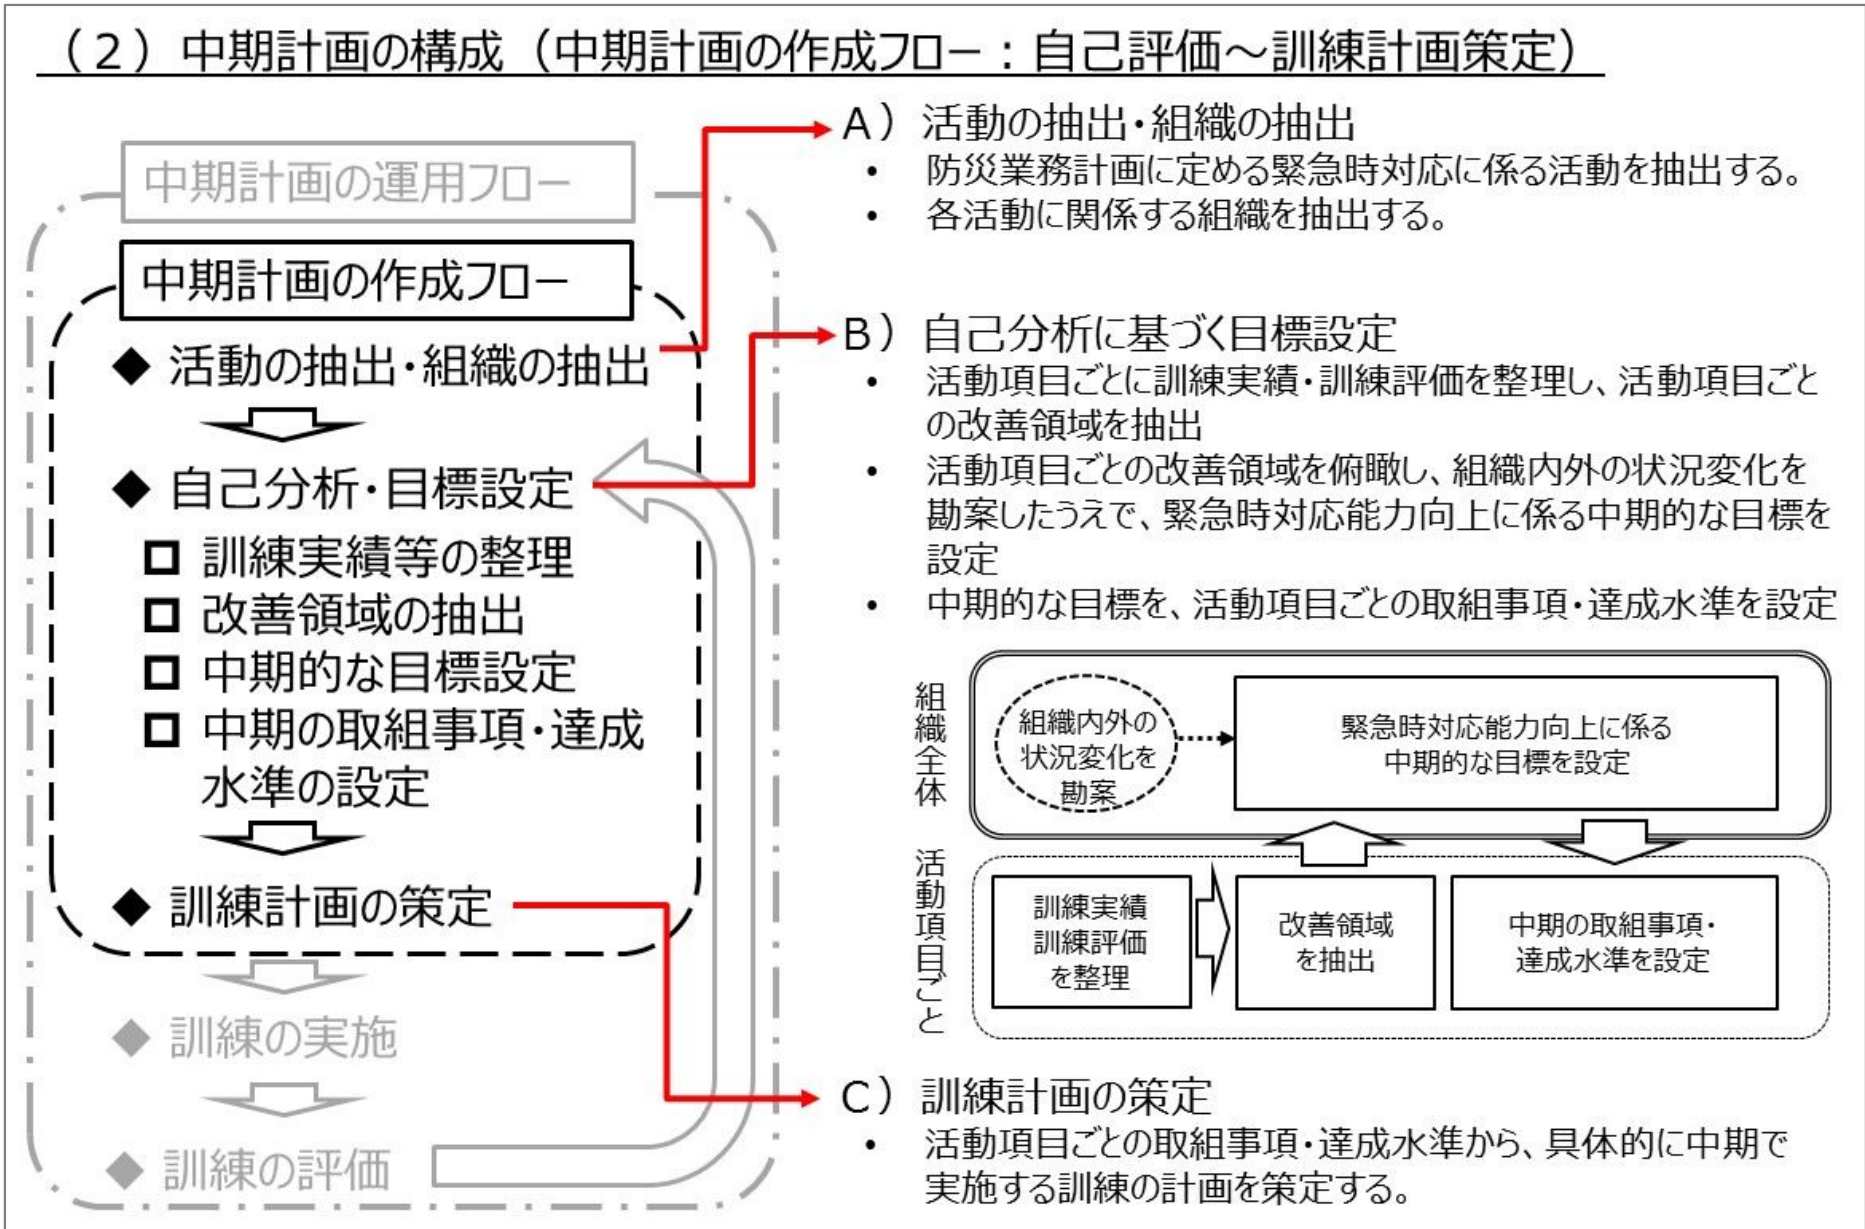 （２）中期計画の構成（中期計画の作成フロー：自己評価～訓練計画策定）
中期計画の運用フロー
中期計画の作成フロー
◆ 活動の抽出・組織の抽出
◆ 自己分析・目標設定
訓練実績等の整理
改善領域の抽出
中期的な目標設定
中期の取組事項・達成
水準の設定
◆ 訓練計画の策定
◆ 訓練の実施
◆ 訓練の評価
A） 活動の抽出・組織の抽出
• 防災業務計画に定める緊急時対応に係る活動を抽出する。
• 各活動に関係する組織を抽出する。
B） 自己分析に基づく目標設定
• 活動項目ごとに訓練実績・訓練評価を整理し、活動項目ごと
の改善領域を抽出
• 活動項目ごとの改善領域を俯瞰し、組織内外の状況変化を
勘案したうえで、緊急時対応能力向上に係る中期的な目標を
設定
• 中期的な目標を、活動項目ごとの取組事項・達成水準を設定
組織全体
組織内外の
状況変化を
勘案
緊急時対応能力向上に係る
中期的な目標を設定
活動項目ごと
訓練実績
訓練評価
を整理
改善領域
を抽出
中期の取組事項・
達成水準を設定
C） 訓練計画の策定
• 活動項目ごとの取組事項・達成水準から、具体的に中期で
実施する訓練の計画を策定する。